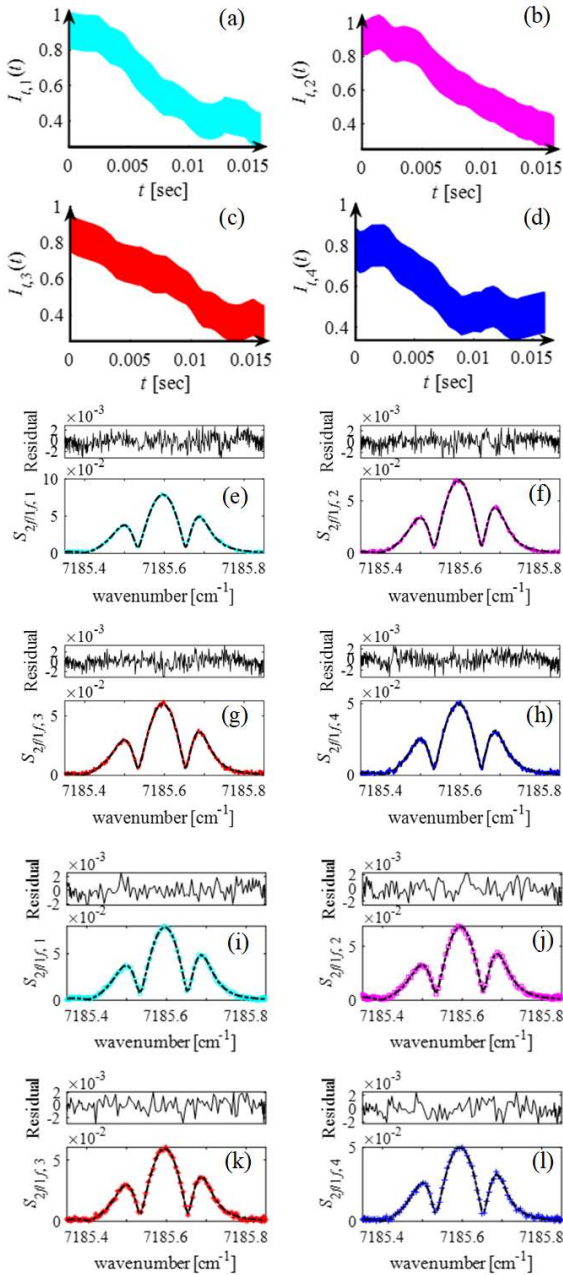 (a)
I_{t,1}(t)
1
0.8
0.6
0.4
0 0.005 0.01 0.015
t [sec]
(b)
I_{t,2}(t)
1
0.8
0.6
0.4
0 0.005 0.01 0.015
t [sec]
(c)
I_{t,3}(t)
1
0.8
0.6
0.4
0 0.005 0.01 0.015
t [sec]
(d)
I_{t,4}(t)
1
0.8
0.6
0.4
0 0.005 0.01 0.015
t [sec]
×10⁻³
Residual
2
0
-2
×10⁻²
10
5
0
S_{2f/1f, 1}
(e)
7185.4 7185.6 7185.8
wavenumber [cm⁻¹]
×10⁻³
Residual
2
0
-2
×10⁻²
5
0
S_{2f/1f, 2}
(f)
7185.4 7185.6 7185.8
wavenumber [cm⁻¹]
×10⁻³
Residual
2
0
-2
×10⁻²
5
0
S_{2f/1f, 3}
(g)
7185.4 7185.6 7185.8
wavenumber [cm⁻¹]
×10⁻³
Residual
2
0
-2
×10⁻²
5
0
S_{2f/1f, 4}
(h)
7185.4 7185.6 7185.8
wavenumber [cm⁻¹]
×10⁻³
Residual
2
0
-2
×10⁻²
5
0
S_{2f/1f, 1}
(i)
7185.4 7185.6 7185.8
wavenumber [cm⁻¹]
×10⁻³
Residual
2
0
-2
×10⁻²
5
0
S_{2f/1f, 2}
(j)
7185.4 7185.6 7185.8
wavenumber [cm⁻¹]
×10⁻³
Residual
2
0
-2
×10⁻²
5
0
S_{2f/1f, 3}
(k)
7185.4 7185.6 7185.8
wavenumber [cm⁻¹]
×10⁻³
Residual
2
0
-2
×10⁻²
5
0
S_{2f/1f, 4}
(l)
7185.4 7185.6 7185.8
wavenumber [cm⁻¹]